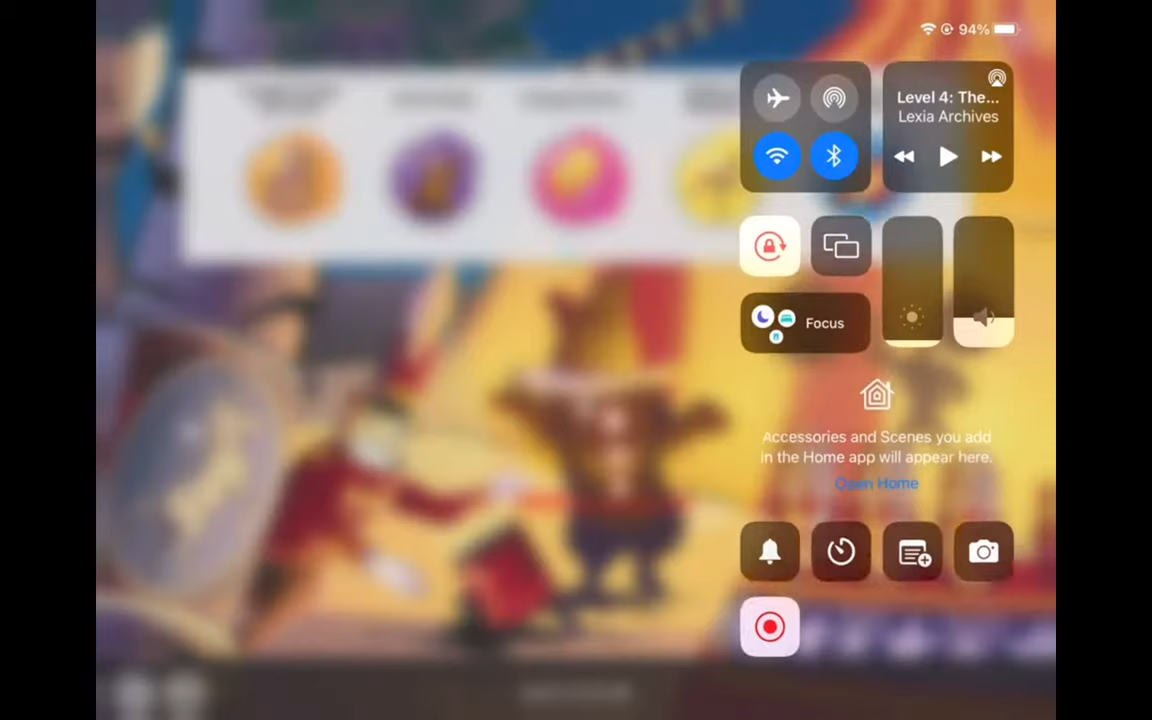 94%
Level 4: The...
Lexia Archives
Focus
Accessories and Scenes you add
in the Home app will appear here.
Open Home